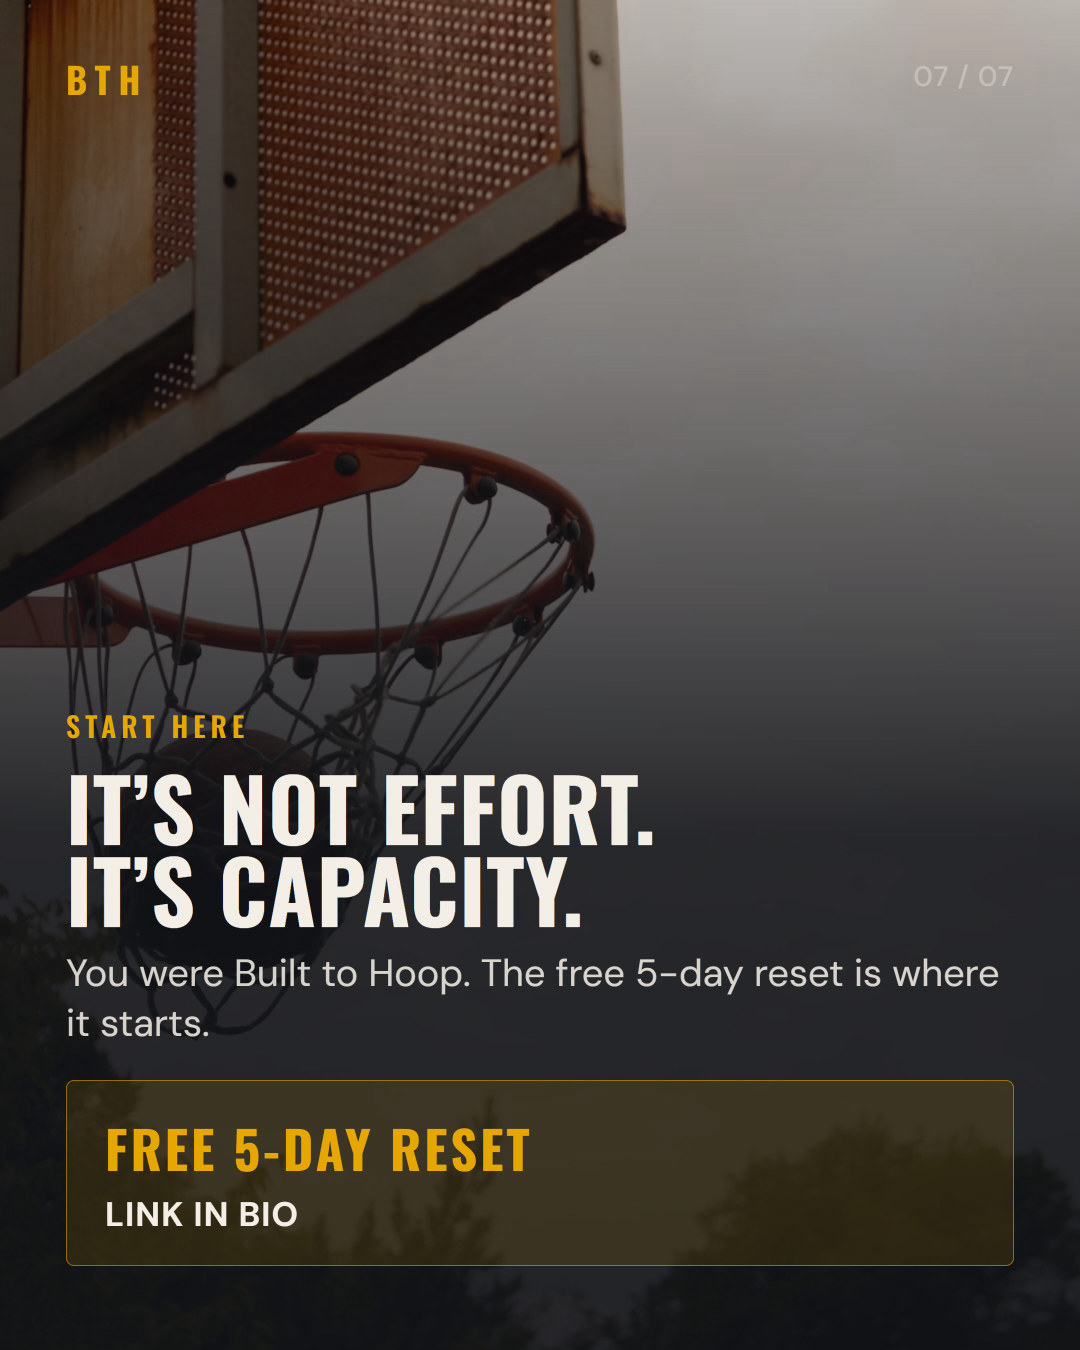 BTH
07 / 07
START HERE
IT’S NOT EFFORT.
IT’S CAPACITY.
You were Built to Hoop. The free 5-day reset is where
it starts.
FREE 5-DAY RESET
LINK IN BIO